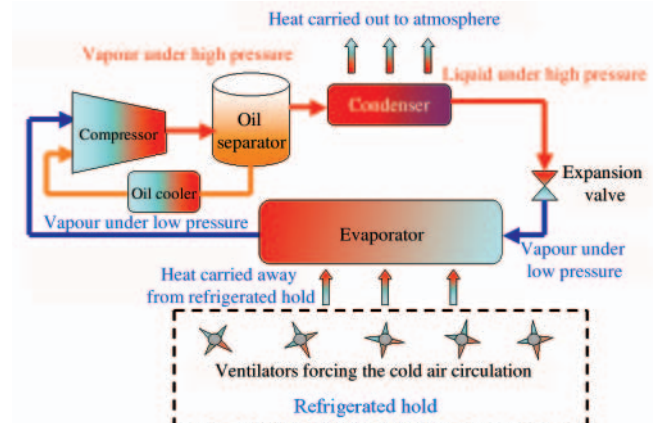 Heat carried out to atmosphere
Vapour under high pressure
Liquid under high pressure
Condenser
Compressor
Oil
separator
Oil cooler
Expansion
valve
Vapour under low pressure
Evaporator
Vapour under
low pressure
Heat carried away
from refrigerated hold
Ventilators forcing the cold air circulation
Refrigerated hold